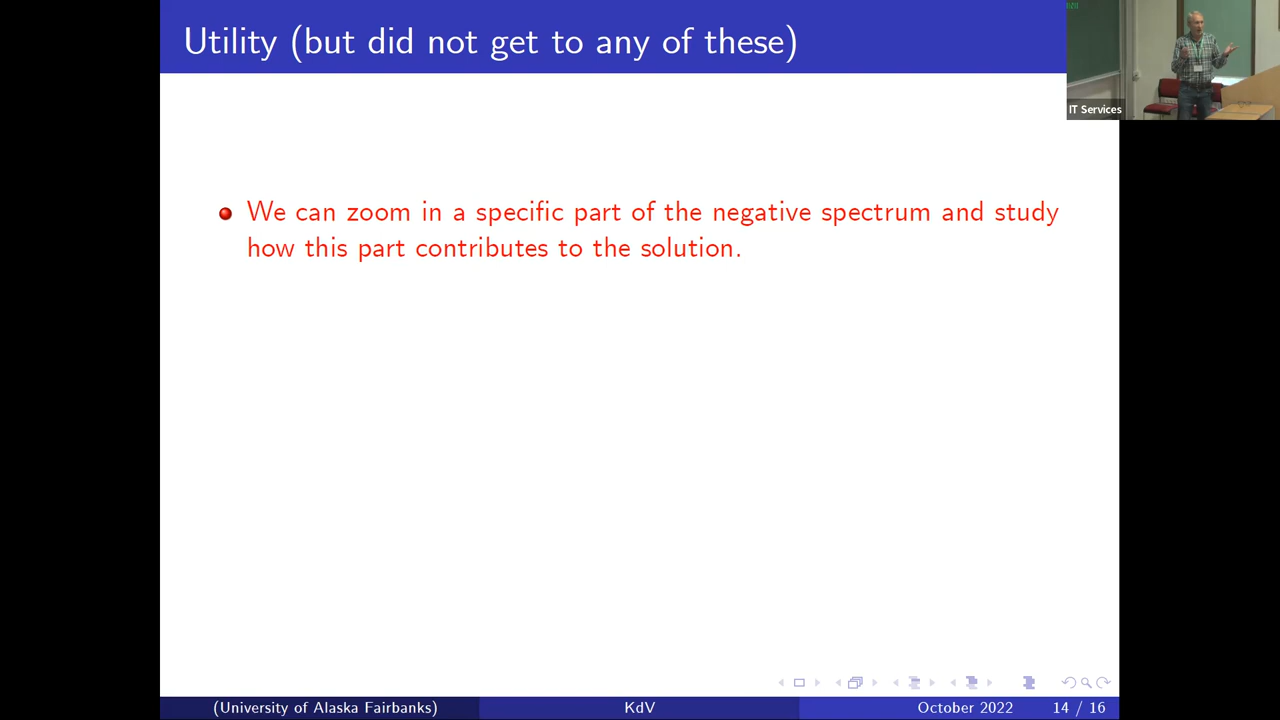 Utility (but did not get to any of these)
IT Services
We can zoom in a specific part of the negative spectrum and study
how this part contributes to the solution.
(University of Alaska Fairbanks)
KdV
October 2022
14 / 16